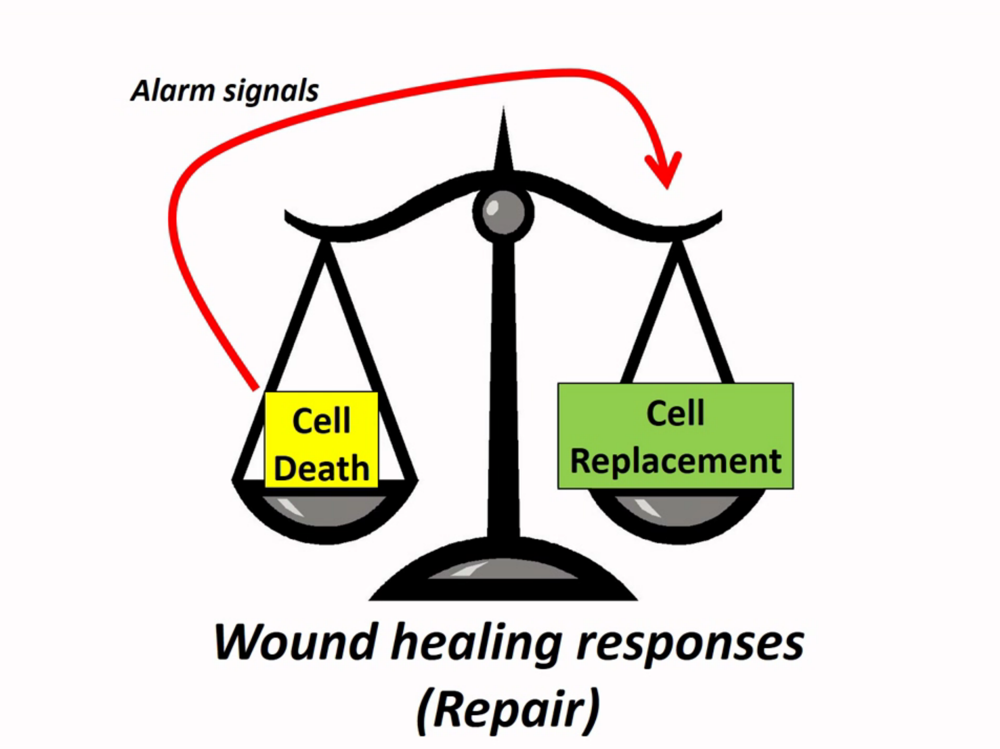 Alarm signals
Cell
Death
Cell
Replacement
Wound healing responses
(Repair)